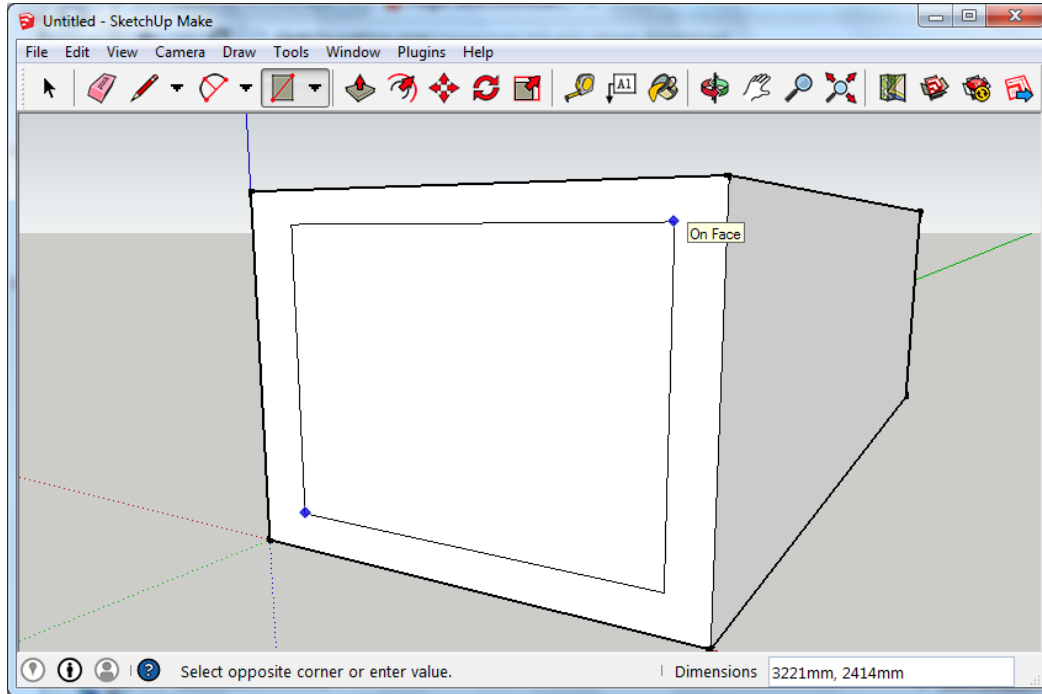 Untitled - SketchUp Make
File Edit View Camera Draw Tools Window Plugins Help
A1
On Face
Select opposite corner or enter value.
Dimensions 3221mm, 2414mm